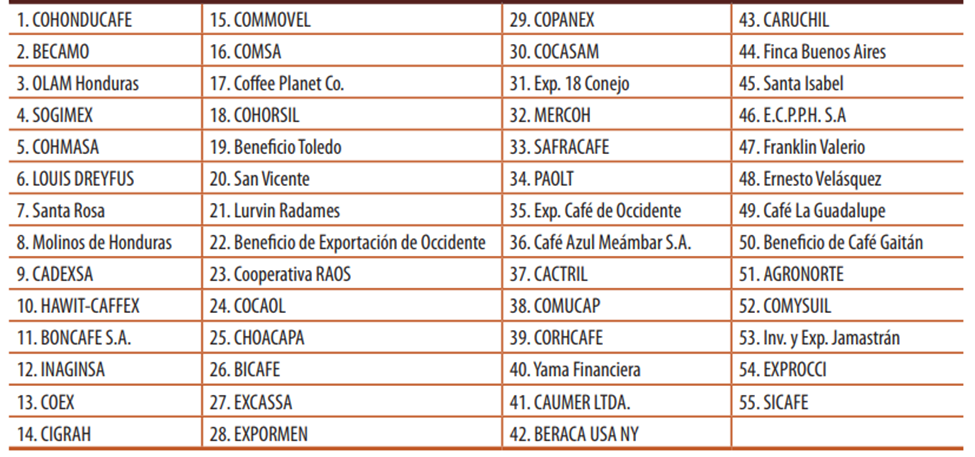 1. COHONDUCAFE
2. BECAMO
3. OLAM Honduras
4. SOGIMEX
5. COHMASA
6. LOUIS DREYFUS
7. Santa Rosa
8. Molinos de Honduras
9. CADEXSA
10. HAWIT-CAFFEX
11. BONCAFE S.A.
12. INAGINSA
13. COEX
14. CIGRAH
15. COMMOVEL
16. COMSA
17. Coffee Planet Co.
18. COHORSIL
19. Beneficio Toledo
20. San Vicente
21. Lurvin Radames
22. Beneficio de Exportación de Occidente
23. Cooperativa RAOS
24. COCAOL
25. CHOACAPA
26. BICAFE
27. EXCASSA
28. EXPORMEN
29. COPANEX
30. COCASAM
31. Exp. 18 Conejo
32. MERCOH
33. SAFRACAFE
34. PAOLT
35. Exp. Café de Occidente
36. Café Azul Meámbar S.A.
37. CACTRIL
38. COMUCAP
39. CORHCAFE
40. Yama Financiera
41. CAUMER LTDA.
42. BERACA USA NY
43. CARUCHIL
44. Finca Buenos Aires
45. Santa Isabel
46. E.C.P.P.H. S.A
47. Franklin Valerio
48. Ernesto Velásquez
49. Café La Guadalupe
50. Beneficio de Café Gaitán
51. AGRONORTE
52. COMYSUIL
53. Inv. y Exp. Jamastrán
54. EXPROCCI
55. SICAFE